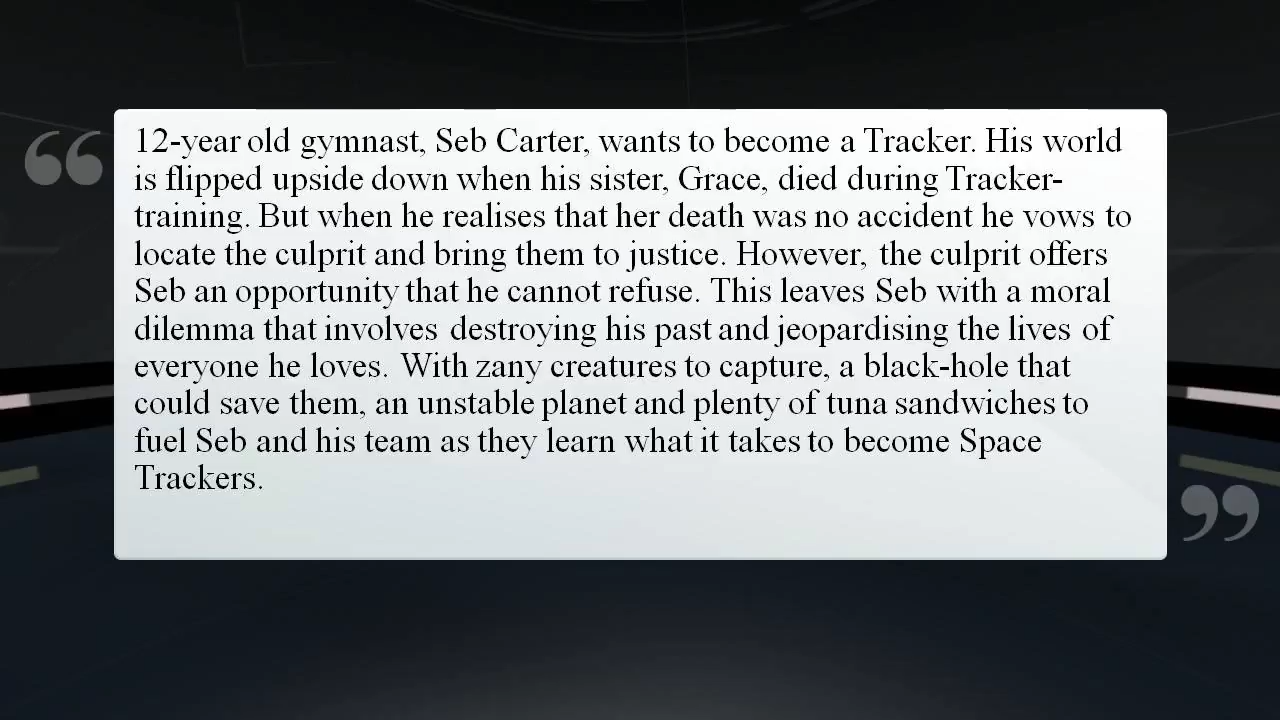 “
12-year old gymnast, Seb Carter, wants to become a Tracker. His world
is flipped upside down when his sister, Grace, died during Tracker-
training. But when he realises that her death was no accident he vows to
locate the culprit and bring them to justice. However, the culprit offers
Seb an opportunity that he cannot refuse. This leaves Seb with a moral
dilemma that involves destroying his past and jeopardising the lives of
everyone he loves. With zany creatures to capture, a black-hole that
could save them, an unstable planet and plenty of tuna sandwiches to
fuel Seb and his team as they learn what it takes to become Space
Trackers.
”